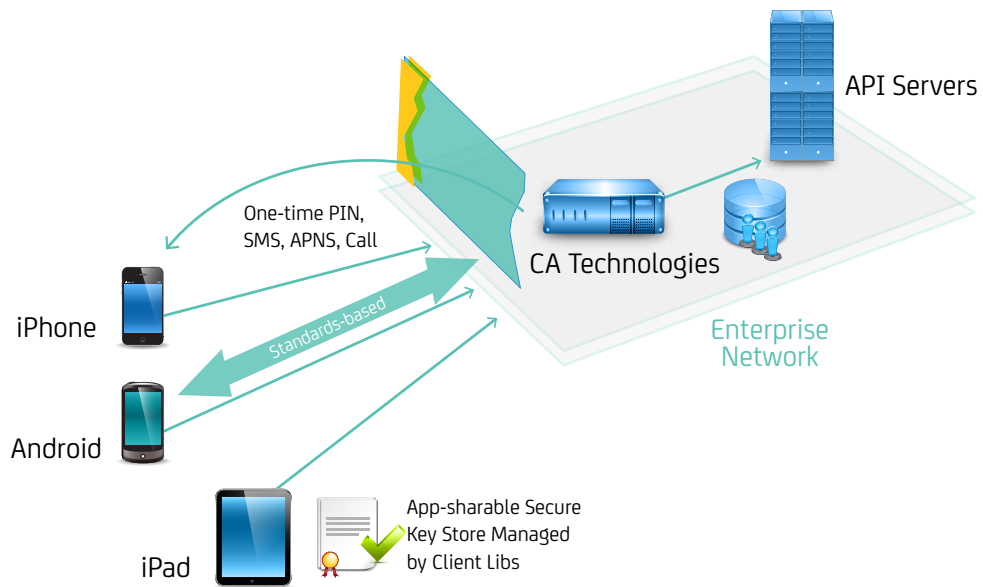 API Servers
One-time PIN,
SMS, APNS, Call
CA Technologies
iPhone
Standards-based
Enterprise
Network
Android
App-sharable Secure
Key Store Managed
by Client Libs
iPad